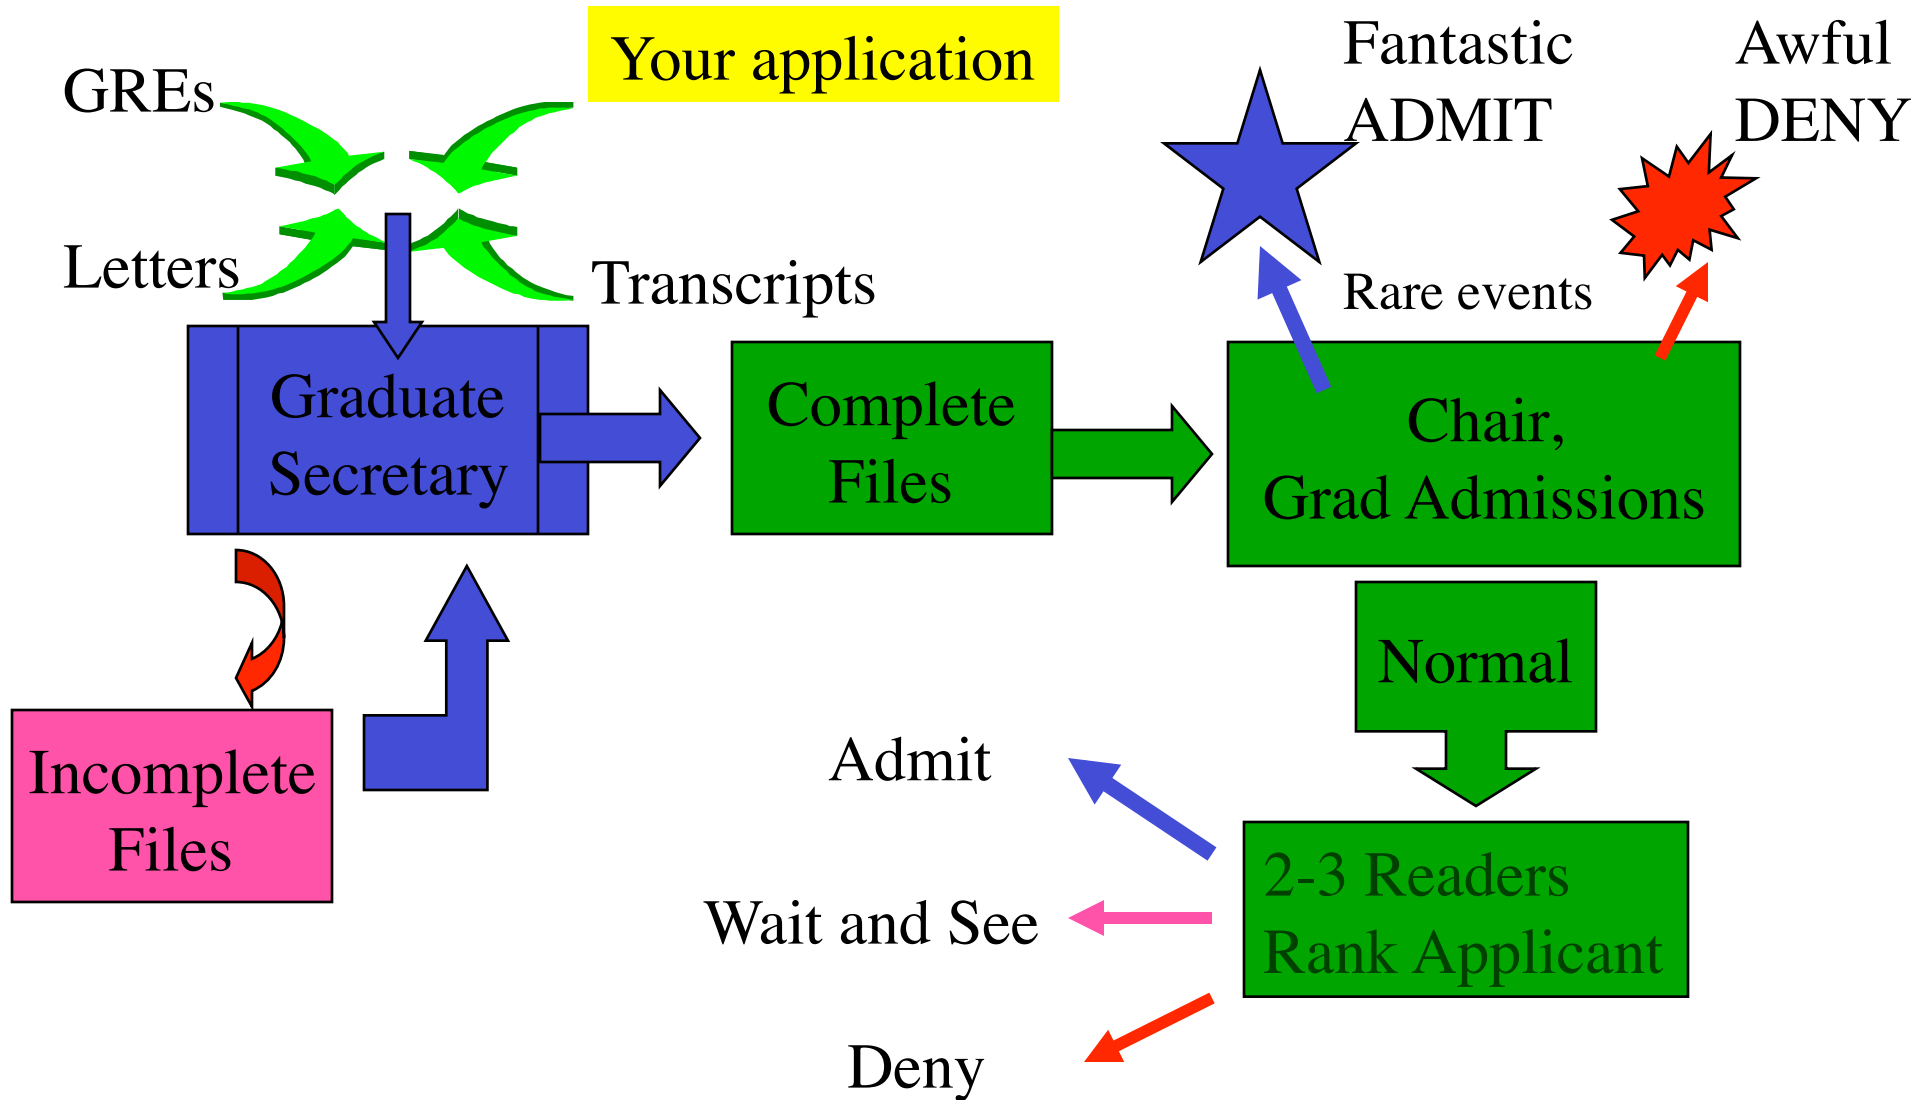 Your application
GREs
Letters
Transcripts
Fantastic
ADMIT
Awful
DENY
Rare events
Graduate
Secretary
Complete
Files
Chair,
Grad Admissions
Normal
Incomplete
Files
Admit
Wait and See
Deny
2-3 Readers
Rank Applicant